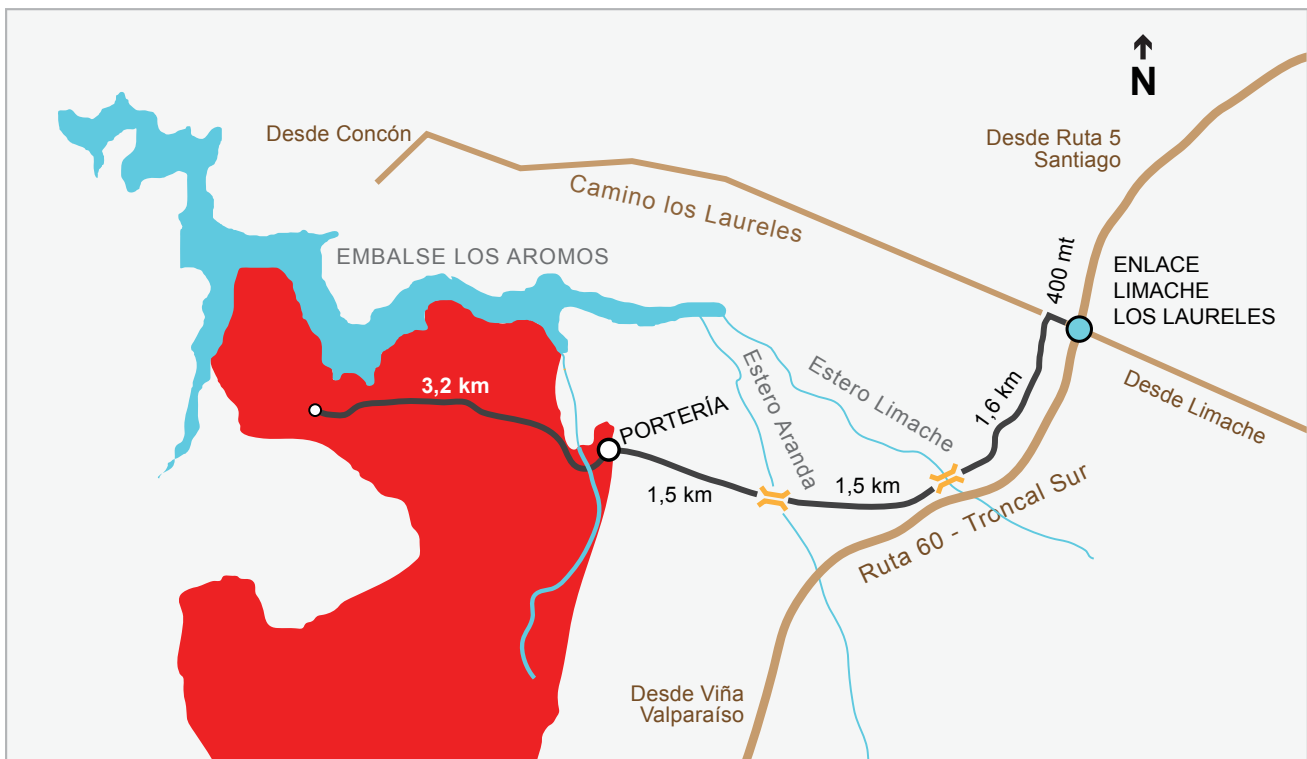 N
Desde Concón
Desde Ruta 5
Santiago
Camino los Laureles
EMBALSE LOS AROMOS
400 mt
ENLACE
LIMACHE
LOS LAURELES
Estero Aranda
Estero Limache
Desde Limache
3,2 km
1,6 km
PORTERÍA
1,5 km
1,5 km
Ruta 60 - Troncal Sur
Desde Viña
Valparaíso